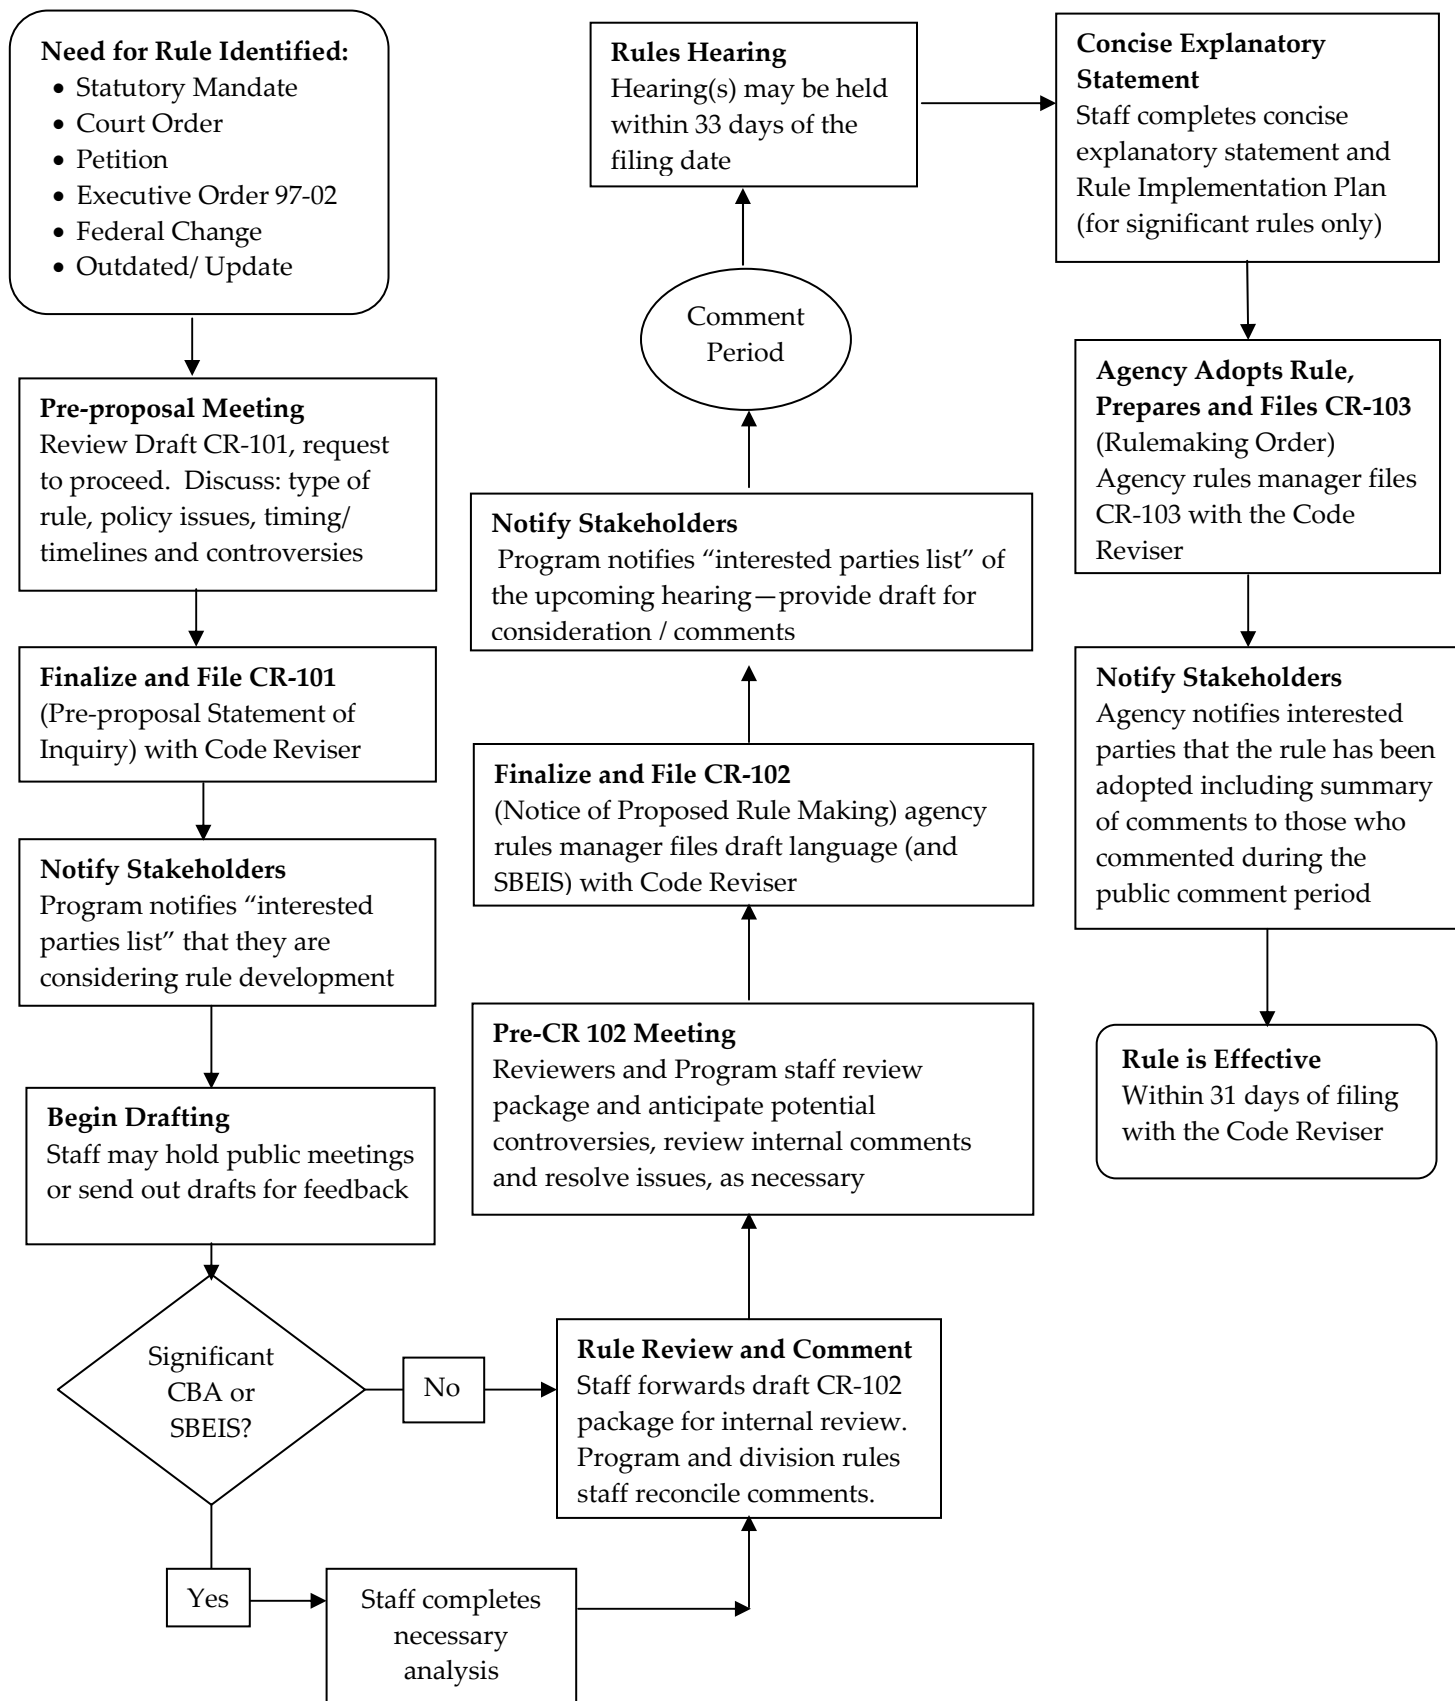 Need for Rule Identified:
• Statutory Mandate
• Court Order
• Petition
• Executive Order 97-02
• Federal Change
• Outdated/ Update
Pre-proposal Meeting
Review Draft CR-101, request
to proceed.  Discuss: type of
rule, policy issues, timing/
timelines and controversies
Finalize and File CR-101
(Pre-proposal Statement of
Inquiry) with Code Reviser
Notify Stakeholders
Program notifies “interested
parties list” that they are
considering rule development
Begin Drafting
Staff may hold public meetings
or send out drafts for feedback
Significant
CBA or
SBEIS?
No
Yes
Staff completes
necessary
analysis
Rule Review and Comment
Staff forwards draft CR-102
package for internal review.
Program and division rules
staff reconcile comments.
Pre-CR 102 Meeting
Reviewers and Program staff review
package and anticipate potential
controversies, review internal comments
and resolve issues, as necessary
Finalize and File CR-102
(Notice of Proposed Rule Making) agency
rules manager files draft language (and
SBEIS) with Code Reviser
Notify Stakeholders
Program notifies “interested parties list” of
the upcoming hearing—provide draft for
consideration / comments
Comment
Period
Rules Hearing
Hearing(s) may be held
within 33 days of the
filing date
Concise Explanatory
Statement
Staff completes concise
explanatory statement and
Rule Implementation Plan
(for significant rules only)
Agency Adopts Rule,
Prepares and Files CR-103
(Rulemaking Order)
Agency rules manager files
CR-103 with the Code
Reviser
Notify Stakeholders
Agency notifies interested
parties that the rule has been
adopted including summary
of comments to those who
commented during the
public comment period
Rule is Effective
Within 31 days of filing
with the Code Reviser